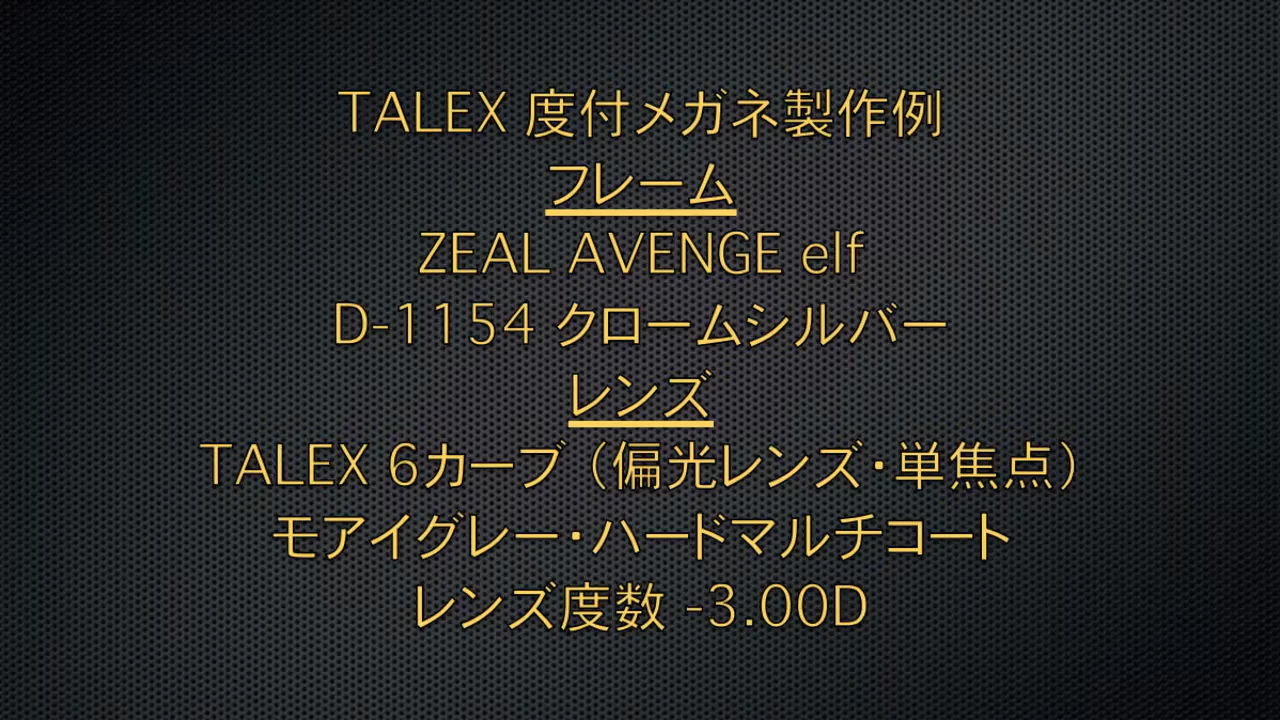 TALEX 度付メガネ製作例
フレーム
ZEAL AVENGE elf
D-1154 クロームシルバー
レンズ
TALEX 6カーブ（偏光レンズ・単焦点）
モアイグレー・ハードマルチコート
レンズ度数 -3.00D